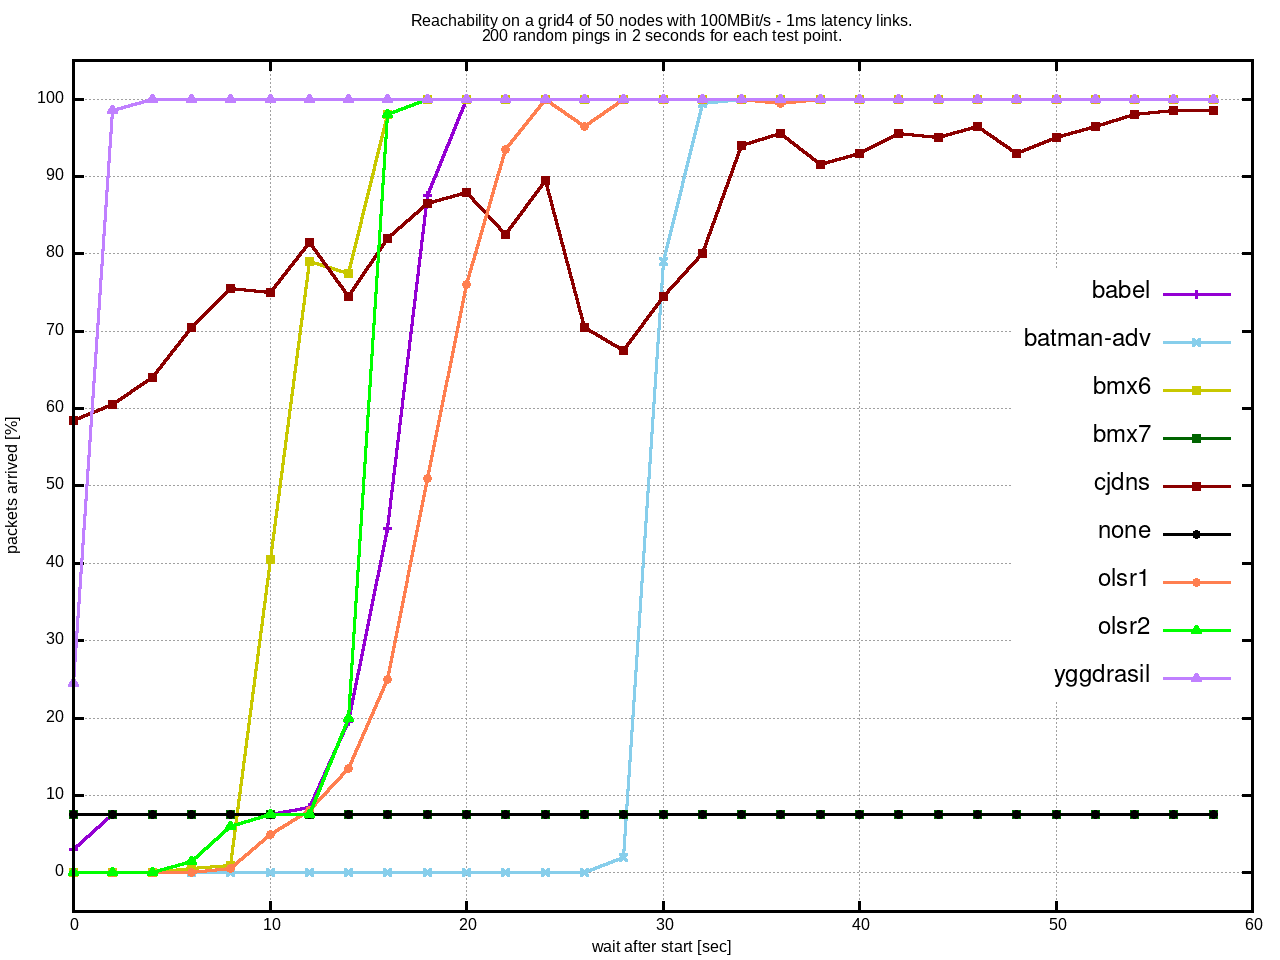 Reachability on a grid4 of 50 nodes with 100MBit/s - 1ms latency links.
200 random pings in 2 seconds for each test point.
packets arrived [%]
100
90
80
70
60
50
40
30
20
10
0
babel
batman-adv
bmx6
bmx7
cjdns
none
olsr1
olsr2
yggdrasil
0 10 20 30 40 50 60
wait after start [sec]